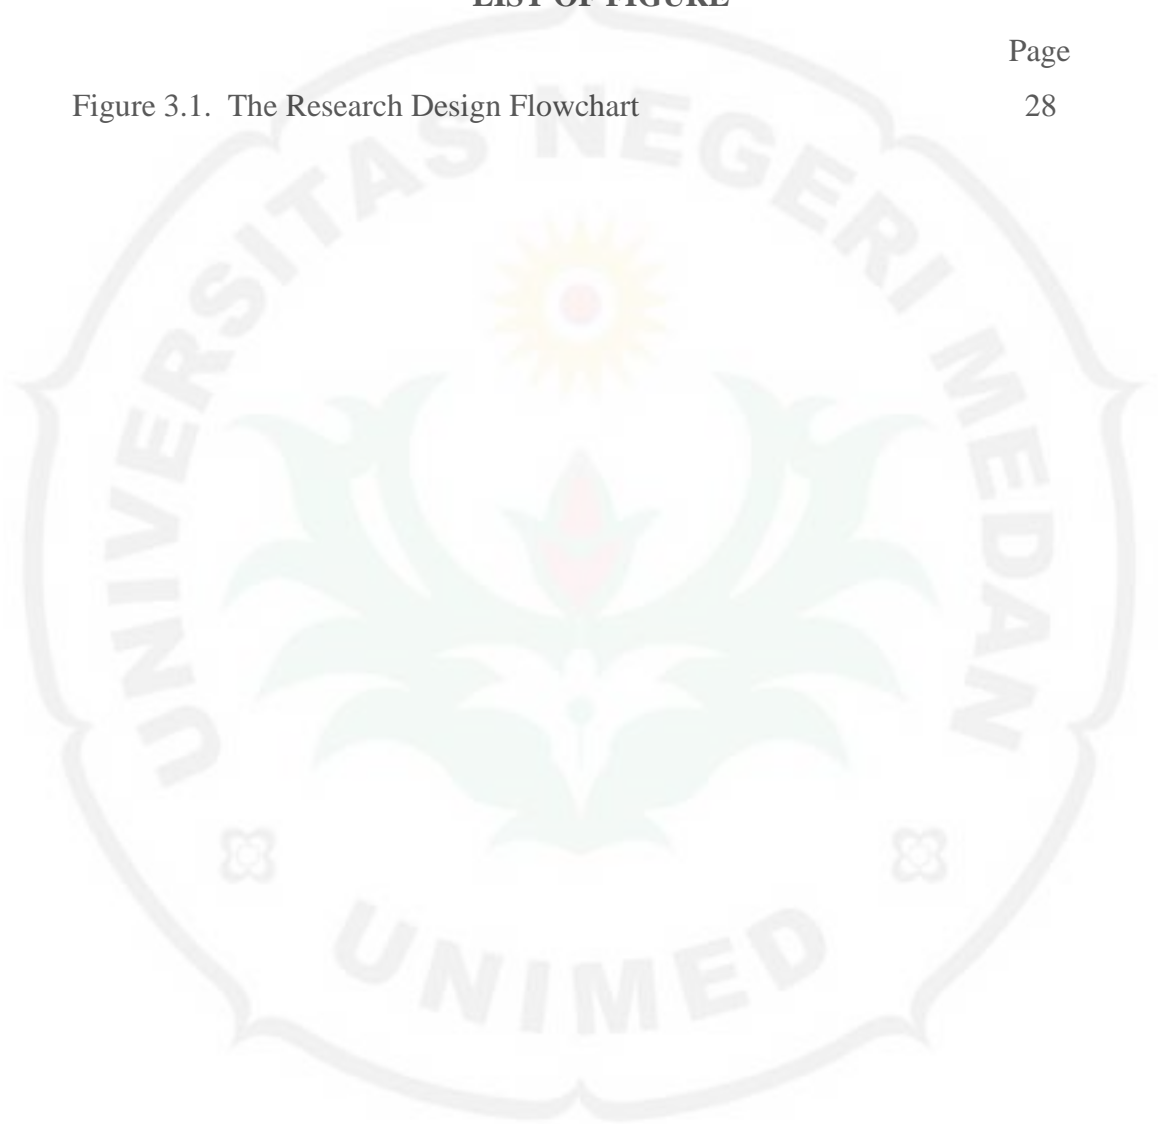 LIST OF FIGURE
Page
Figure 3.1. The Research Design Flowchart 28
UNIVERSITAS NEGERI MEDAN
UNIMED